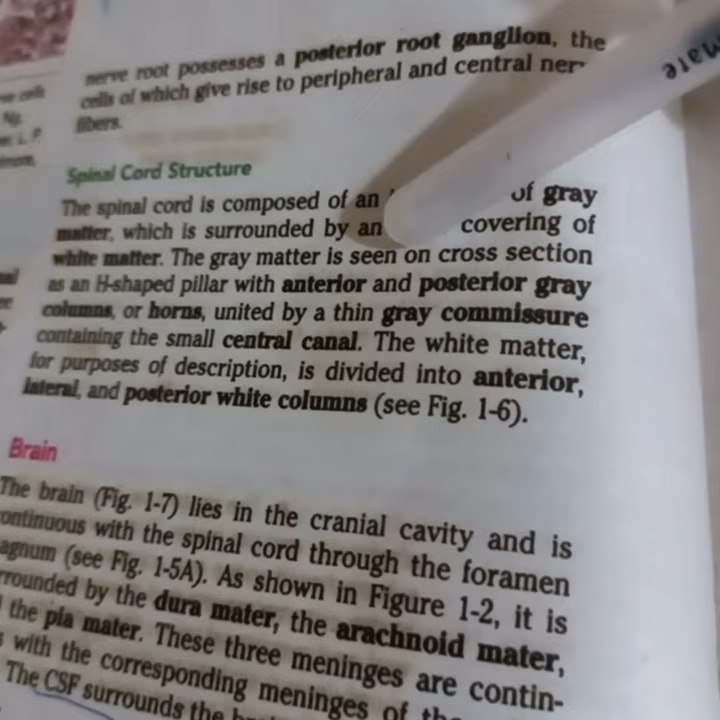 nerve root possesses a posterior root ganglion, the
cells of which give rise to peripheral and central ner
fibers.
Spinal Cord Structure
The spinal cord is composed of an of gray
matter, which is surrounded by an covering of
white matter. The gray matter is seen on cross section
as an H-shaped pillar with anterior and posterior gray
columns, or horns, united by a thin gray commissure
containing the small central canal. The white matter,
for purposes of description, is divided into anterior,
lateral, and posterior white columns (see Fig. 1-6).
Brain
The brain (Fig. 1-7) lies in the cranial cavity and is
ontinuous with the spinal cord through the foramen
agnum (see Fig. 1-5A). As shown in Figure 1-2, it is
rrounded by the dura mater, the arachnoid mater,
the pia mater. These three meninges are contin-
with the corresponding meninges of
The CSF surrounds the